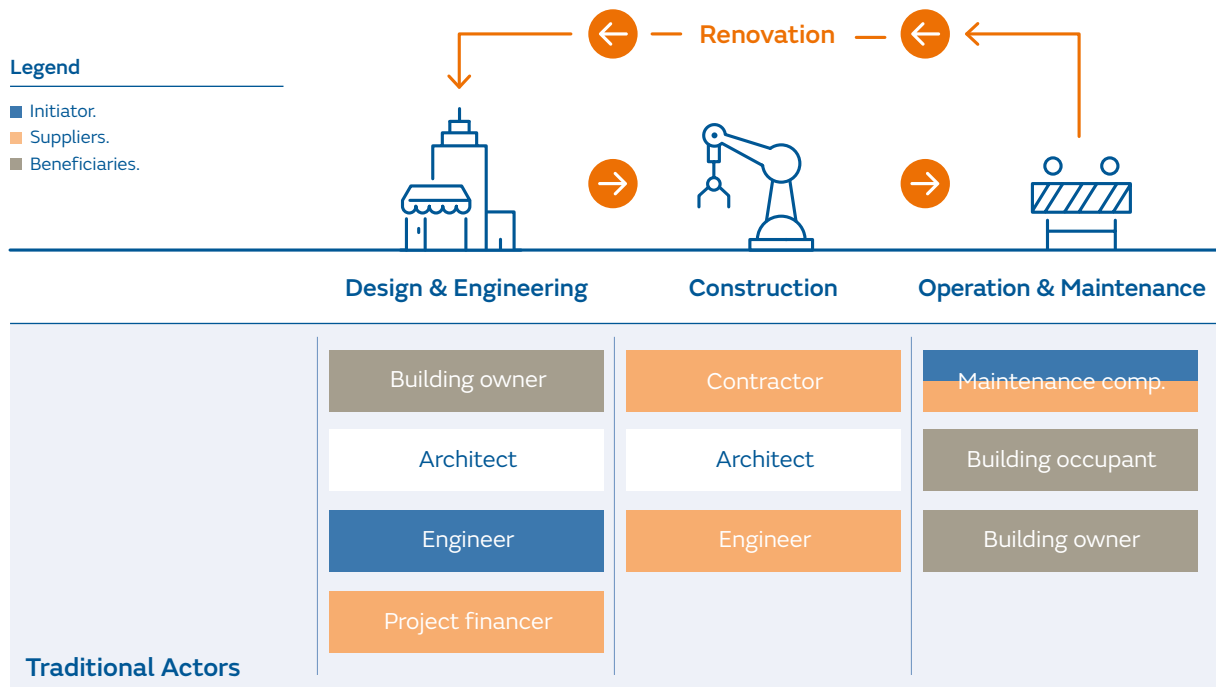 Renovation
Legend
Initiator.
Suppliers.
Beneficiaries.
Design & Engineering
Construction
Operation & Maintenance
Building owner
Contractor
Maintenance comp.
Architect
Architect
Building occupant
Engineer
Engineer
Building owner
Project financer
Traditional Actors